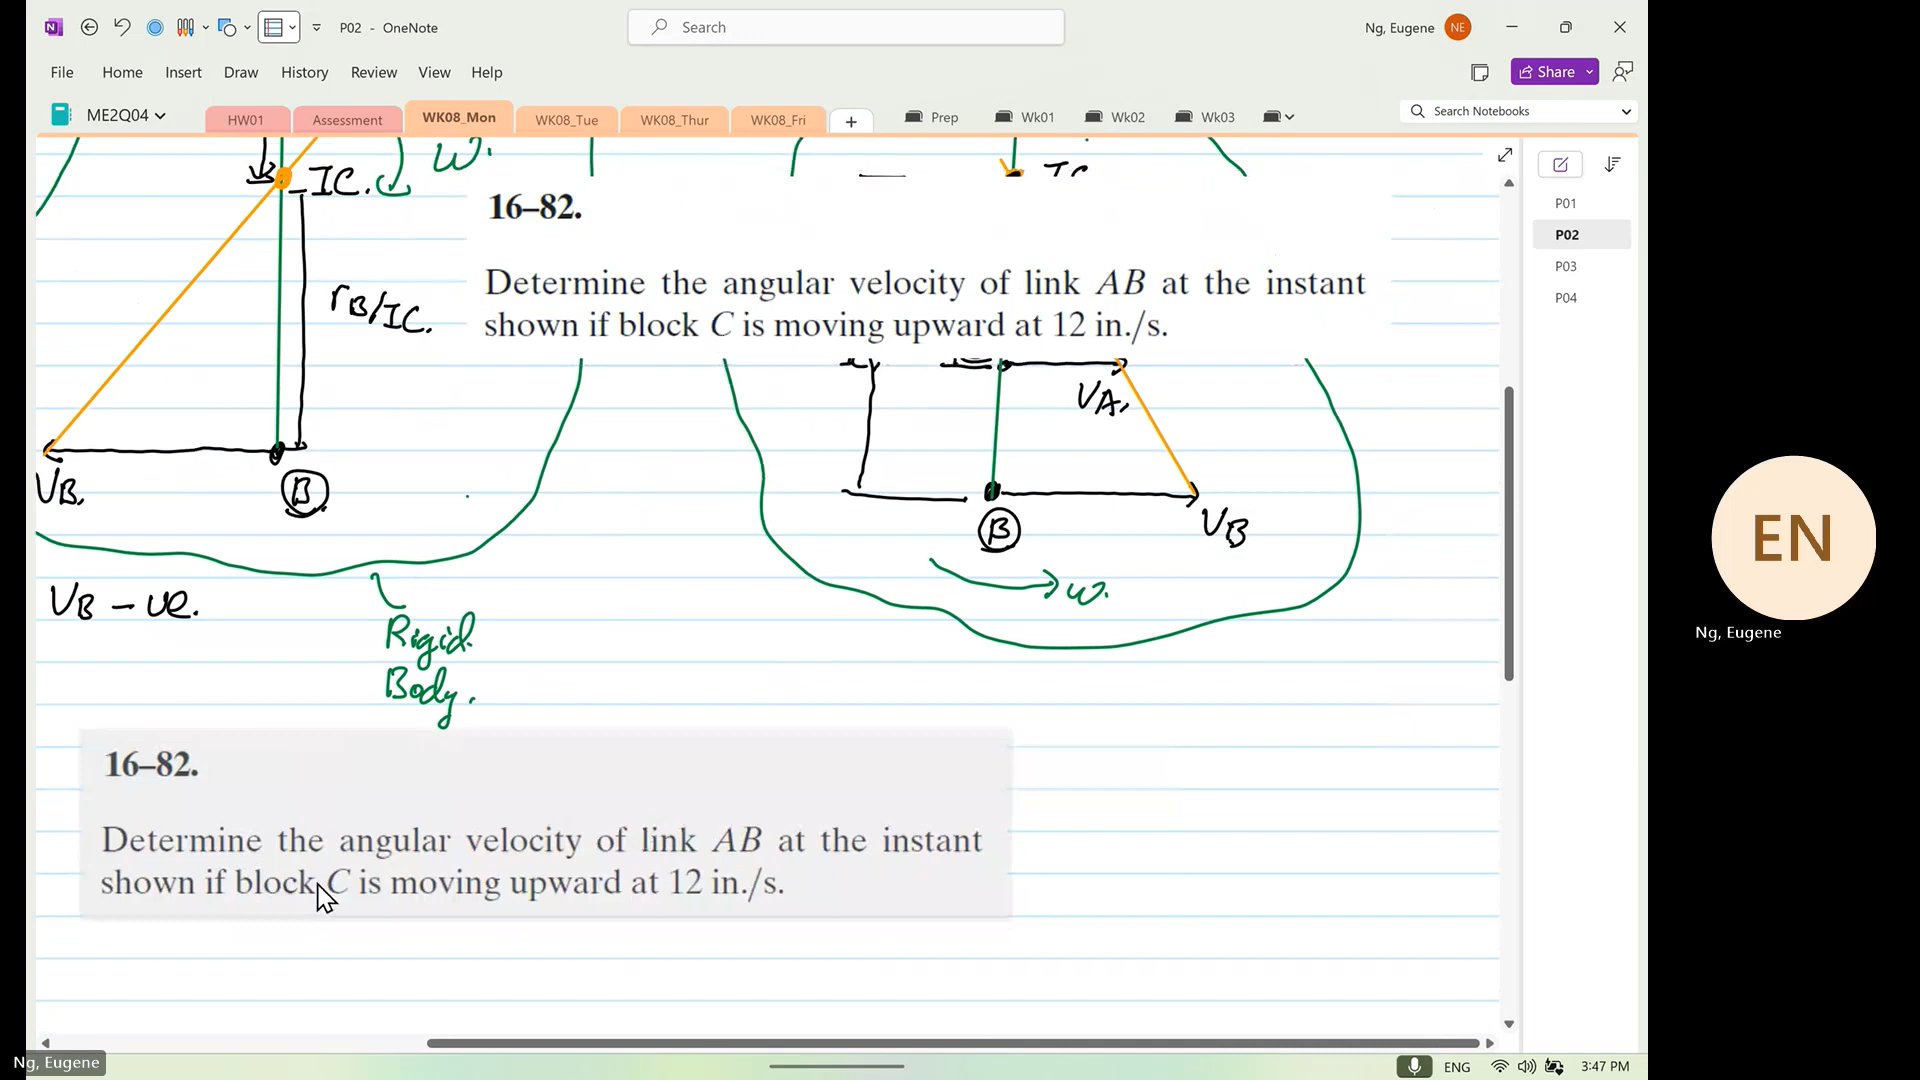 P02 - OneNote
Search
Ng, Eugene
NE
File
Home
Insert
Draw
History
Review
View
Help
Share
ME2Q04
HW01
Assessment
WK08_Mon
WK08_Tue
WK08_Thur
WK08_Fri
+
Prep
Wk01
Wk02
Wk03
Search Notebooks
P01
P02
P03
P04
IC.
ω.
IC
16–82.
Determine the angular velocity of link AB at the instant
shown if block C is moving upward at 12 in./s.
rB/IC.
VA,
VB.
B
B
VB
ω.
VB -ve.
Rigid
Body.
16–82.
Determine the angular velocity of link AB at the instant
shown if block C is moving upward at 12 in./s.
EN
Ng, Eugene
Ng, Eugene
ENG
3:47 PM